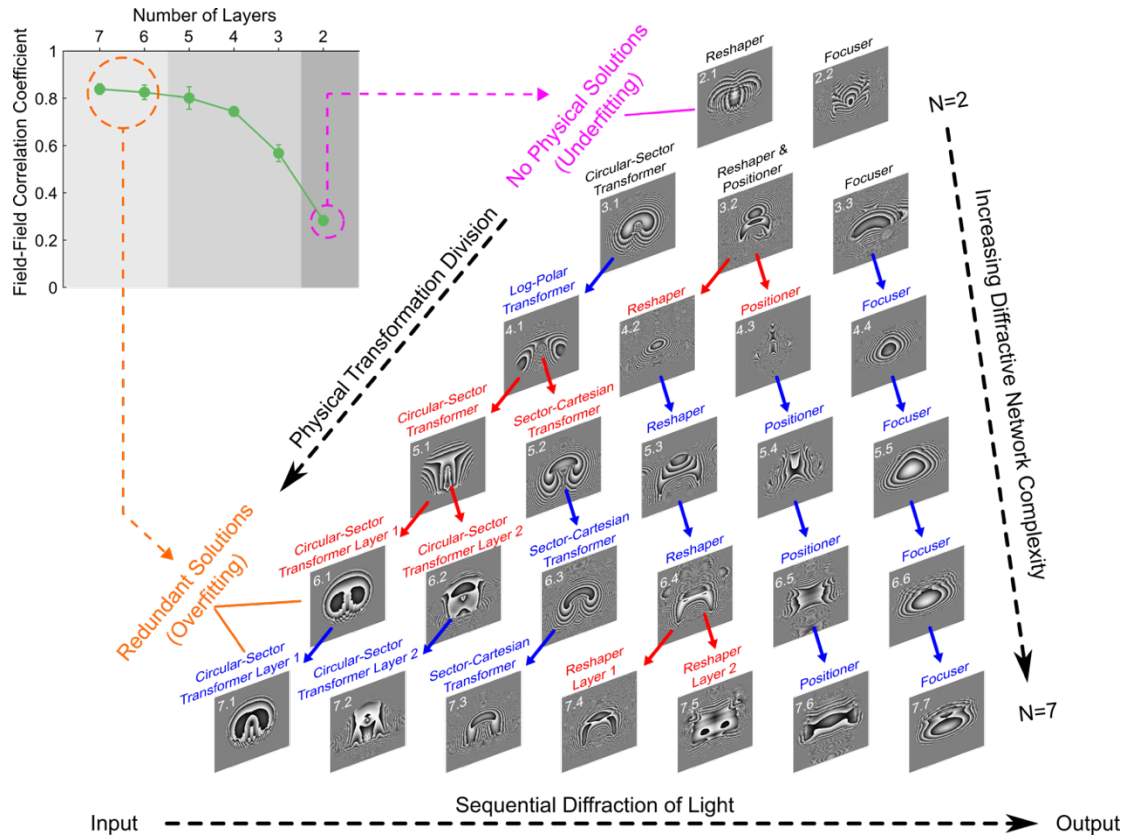 Number of Layers
7 6 5 4 3 2
Field-Field Correlation Coefficient
1
0.8
0.6
0.4
0.2
0
No Physical Solutions
(Underfitting)
Reshaper
2.1
Focuser
2.2
N=2
Circular-Sector
Transformer
3.1
Reshaper &
Positioner
3.2
Focuser
3.3
Physical Transformation Division
Increasing Diffractive Network Complexity
Log-Polar
Transformer
4.1
Reshaper
4.2
Positioner
4.3
Focuser
4.4
Circular-Sector
Transformer
5.1
Sector-Cartesian
Transformer
5.2
Reshaper
5.3
Positioner
5.4
Focuser
5.5
Redundant Solutions
(Overfitting)
Circular-Sector
Transformer Layer 1
6.1
Circular-Sector
Transformer Layer 2
6.2
Sector-Cartesian
Transformer
6.3
Reshaper
6.4
Positioner
6.5
Focuser
6.6
Circular-Sector
Transformer Layer 1
7.1
Circular-Sector
Transformer Layer 2
7.2
Sector-Cartesian
Transformer
7.3
Reshaper
Layer 1
7.4
Reshaper
Layer 2
7.5
Positioner
7.6
Focuser
7.7
N=7
Sequential Diffraction of Light
Input
Output